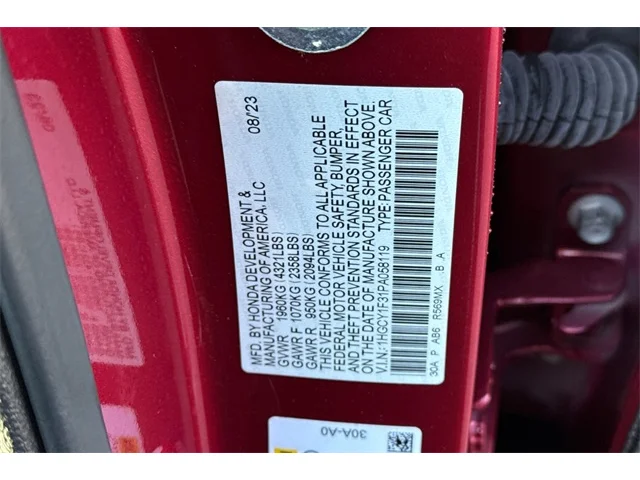 MFD. BY HONDA DEVELOPMENT & 08/23
MANUFACTURING OF AMERICA, LLC
GVWR 1960KG (4321LBS)
GAWR F 1070KG (2358LBS)
GAWR R 950KG (2094LBS)
THIS VEHICLE CONFORMS TO ALL APPLICABLE
FEDERAL MOTOR VEHICLE SAFETY, BUMPER,
AND THEFT PREVENTION STANDARDS IN EFFECT
ON THE DATE OF MANUFACTURE SHOWN ABOVE.
V.I.N.: 1HGCY1F31PA058119 TYPE:PASSENGER CAR
30A P AB6 R569MX B A
30A-A0